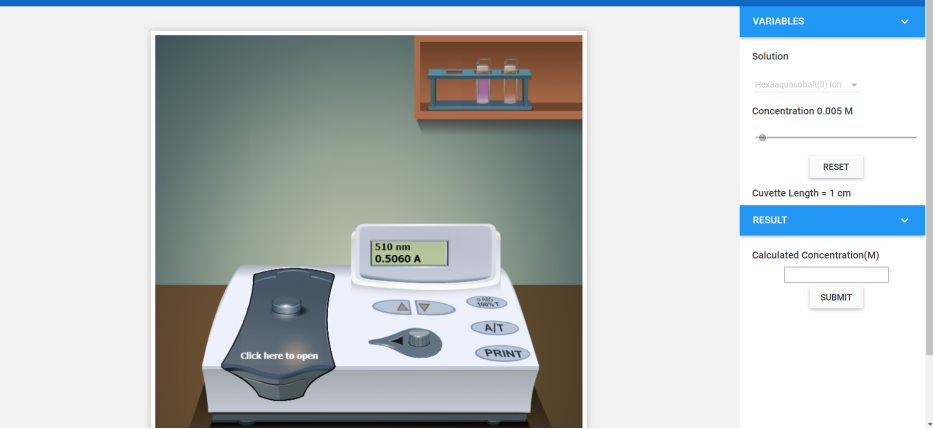 VARIABLES
Solution
Hexaaquacobalt(II) Ion
Concentration 0.005 M
RESET
Cuvette Length = 1 cm
RESULT
Calculated Concentration(M)
SUBMIT
510 nm
0.5060 A
0 ABS
100% T
A/T
PRINT
Click here to open